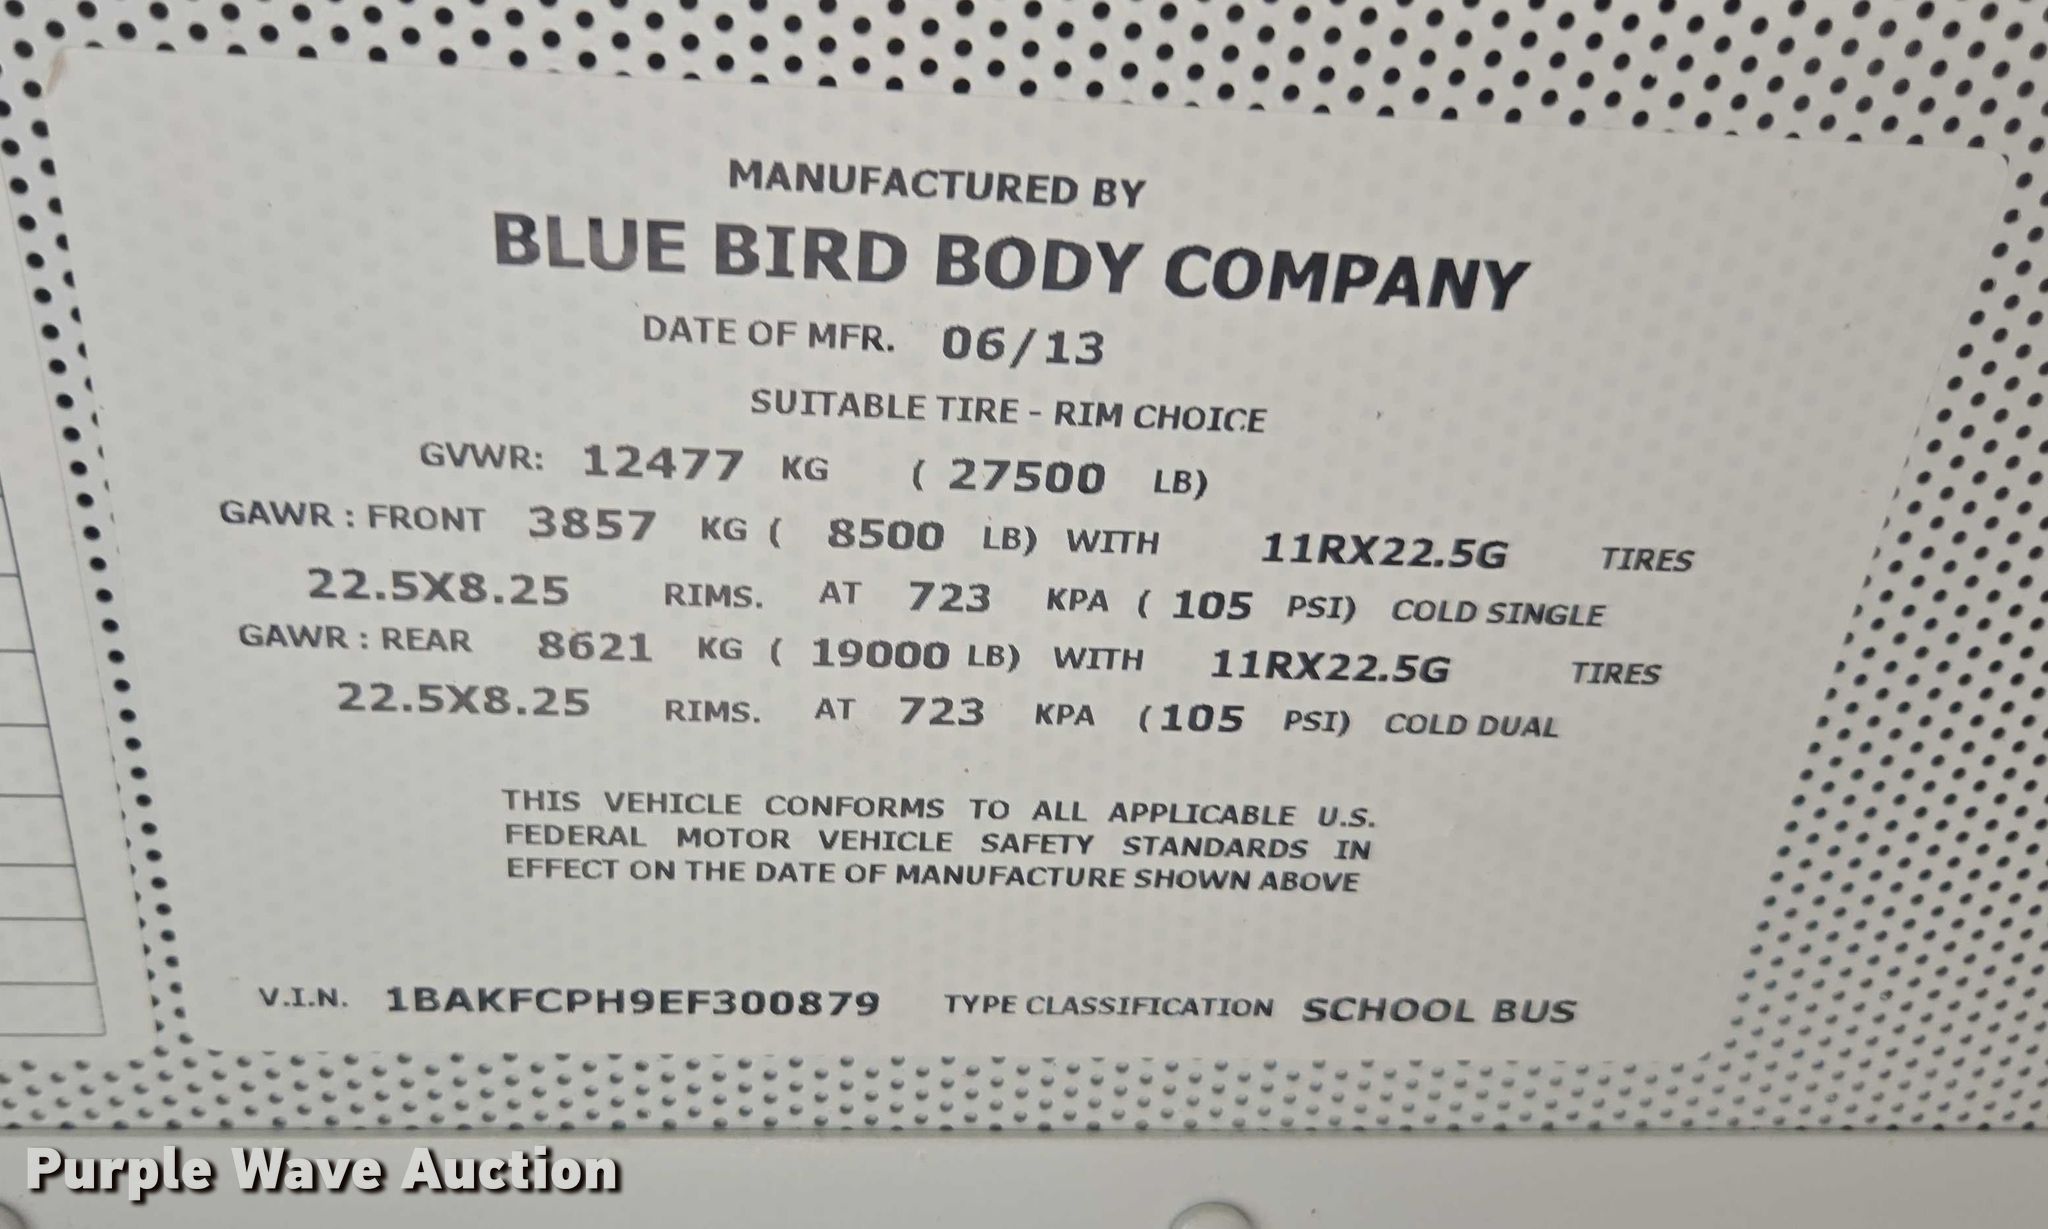 MANUFACTURED BY
BLUE BIRD BODY COMPANY
DATE OF MFR. 06/13
SUITABLE TIRE - RIM CHOICE
GVWR: 12477 KG ( 27500 LB)
GAWR : FRONT 3857 KG ( 8500 LB) WITH 11RX22.5G TIRES
22.5X8.25 RIMS. AT 723 KPA ( 105 PSI) COLD SINGLE
GAWR : REAR 8621 KG ( 19000 LB) WITH 11RX22.5G TIRES
22.5X8.25 RIMS. AT 723 KPA (105 PSI) COLD DUAL
THIS VEHICLE CONFORMS TO ALL APPLICABLE U.S.
FEDERAL MOTOR VEHICLE SAFETY STANDARDS IN
EFFECT ON THE DATE OF MANUFACTURE SHOWN ABOVE
V.I.N. 1BAKFCPH9EF300879 TYPE CLASSIFICATION SCHOOL BUS
Purple Wave Auction